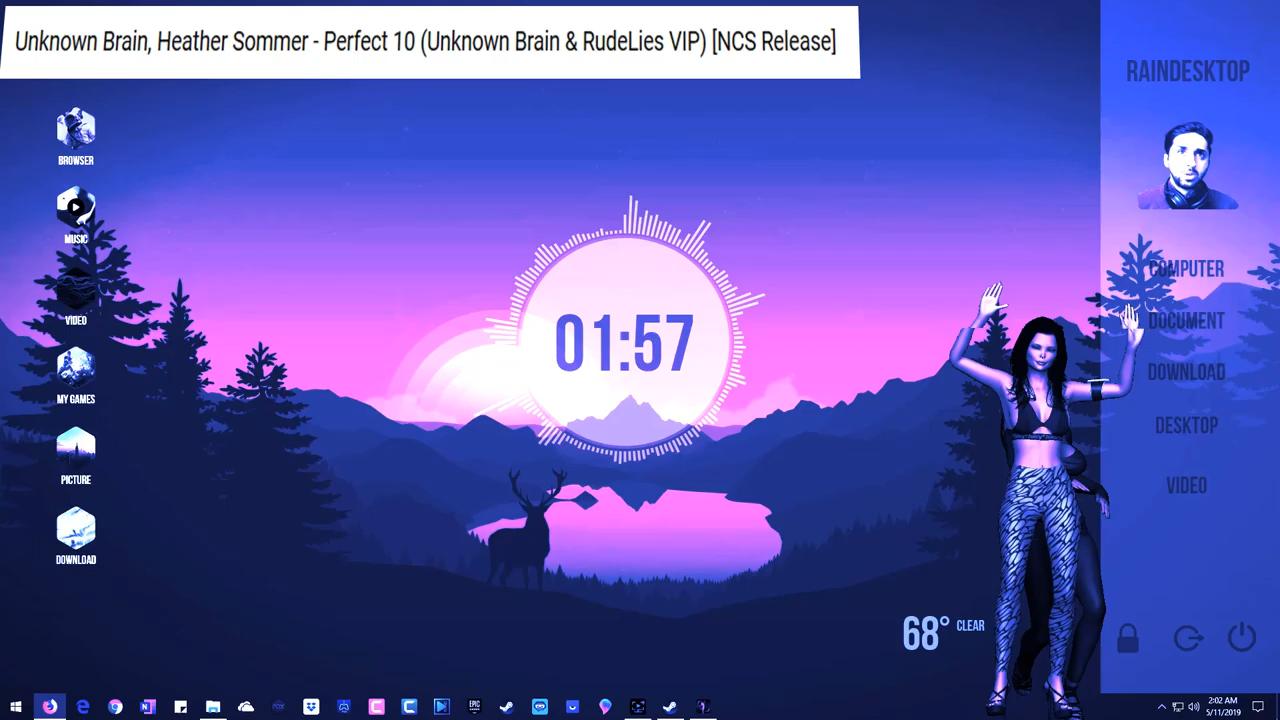 Unknown Brain, Heather Sommer - Perfect 10 (Unknown Brain & RudeLies VIP) [NCS Release]
RAINDESKTOP
BROWSER
MUSIC
VIDEO
MY GAMES
PICTURE
DOWNLOAD
01:57
COMPUTER
DOCUMENT
DOWNLOAD
DESKTOP
VIDEO
68° CLEAR
EPIC
2:02 AM
5/11/2019